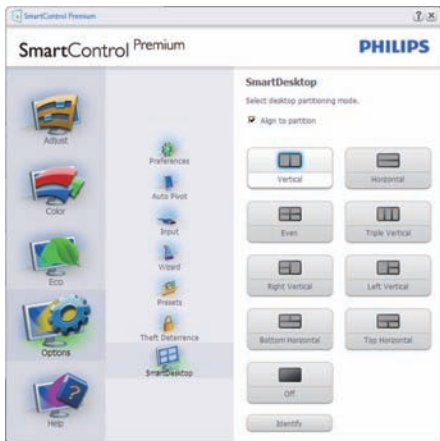 SmartControl Premium
SmartControl Premium
PHILIPS
Adjust
Color
Eco
Options
Help
Preferences
Auto Pivot
Input
Wizard
Presets
Theft Deterrence
SmartDesktop
SmartDesktop
Select desktop partitioning mode.
Align to partition
Vertical
Horizontal
Even
Triple Vertical
Right Vertical
Left Vertical
Bottom Horizontal
Top Horizontal
Off
Identify